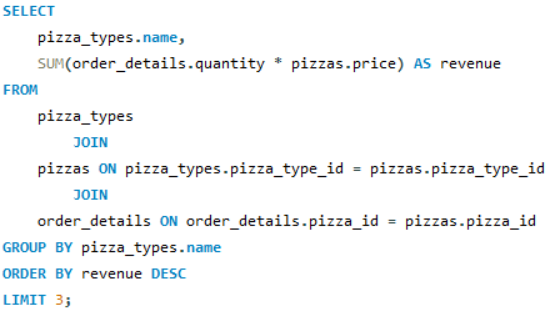 SELECT
pizza_types.name,
SUM(order_details.quantity * pizzas.price) AS revenue
FROM
pizza_types
JOIN
pizzas ON pizza_types.pizza_type_id = pizzas.pizza_type_id
JOIN
order_details ON order_details.pizza_id = pizzas.pizza_id
GROUP BY pizza_types.name
ORDER BY revenue DESC
LIMIT 3;